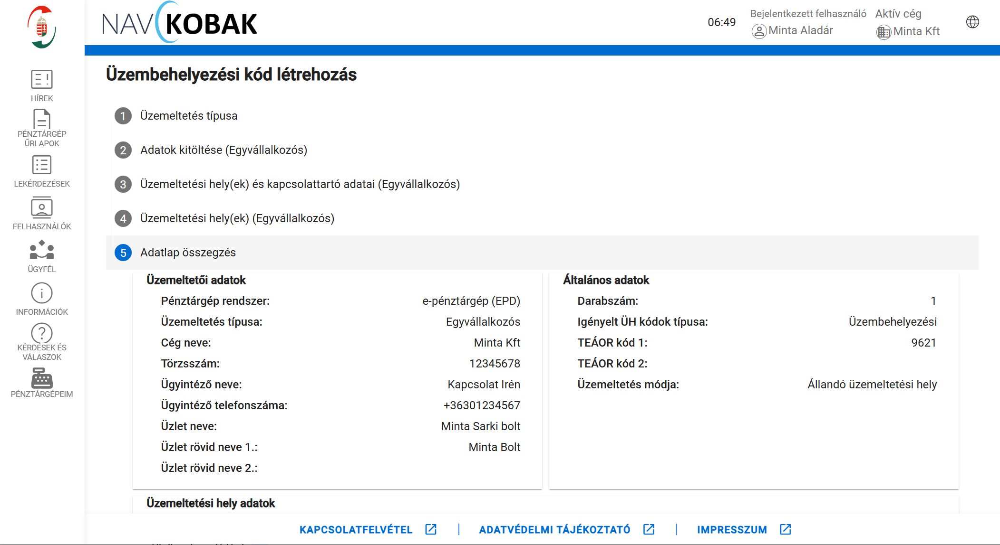 NAV KOBAK
06:49
Bejelentkezett felhasználó
Minta Aladár
Aktív cég
Minta Kft
HÍREK
PÉNZTÁRGÉP
ŰRLAPOK
LEKÉRDEZÉSEK
FELHASZNÁLÓK
ÜGYFÉL
INFORMÁCIÓK
KÉRDÉSEK ÉS
VÁLASZOK
PÉNZTÁRGÉPEIM
Üzembehelyezési kód létrehozás
1 Üzemeltetés típusa
2 Adatok kitöltése (Egyvállalkozós)
3 Üzemeltetési hely(ek) és kapcsolattartó adatai (Egyvállalkozós)
4 Üzemeltetési hely(ek) (Egyvállalkozós)
5 Adatlap összegzés
Üzemeltetői adatok
Pénztárgép rendszer: e-pénztárgép (EPD)
Üzemeltetés típusa: Egyvállalkozós
Cég neve: Minta Kft
Törzsszám: 12345678
Ügyintéző neve: Kapcsolat Irén
Ügyintéző telefonszáma: +36301234567
Üzlet neve: Minta Sarki bolt
Üzlet rövid neve 1.: Minta Bolt
Üzlet rövid neve 2.:
Általános adatok
Darabszám: 1
Igényelt ÜH kódok típusa: Üzembehelyezési
TEÁOR kód 1: 9621
TEÁOR kód 2:
Üzemeltetés módja: Állandó üzemeltetési hely
Üzemeltetési hely adatok
KAPCSOLATFELVÉTEL | ADATVÉDELMI TÁJÉKOZTATÓ | IMPRESSZUM